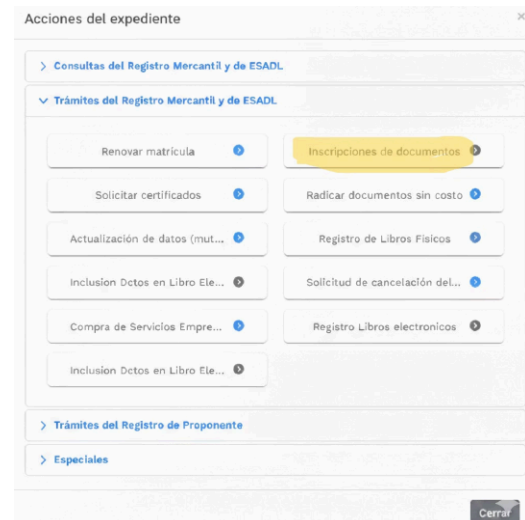 Acciones del expediente
Consultas del Registro Mercantil y de ESADL
Trámites del Registro Mercantil y de ESADL
Renovar matrícula
Inscripciones de documentos
Solicitar certificados
Radicar documentos sin costo
Actualización de datos (mut...
Registro de Libros Físicos
Inclusion Dctos en Libro Ele...
Solicitud de cancelación del...
Compra de Servicios Empre...
Registro Libros electronicos
Inclusion Dctos en Libro Ele...
Trámites del Registro de Proponente
Especiales
Cerrar